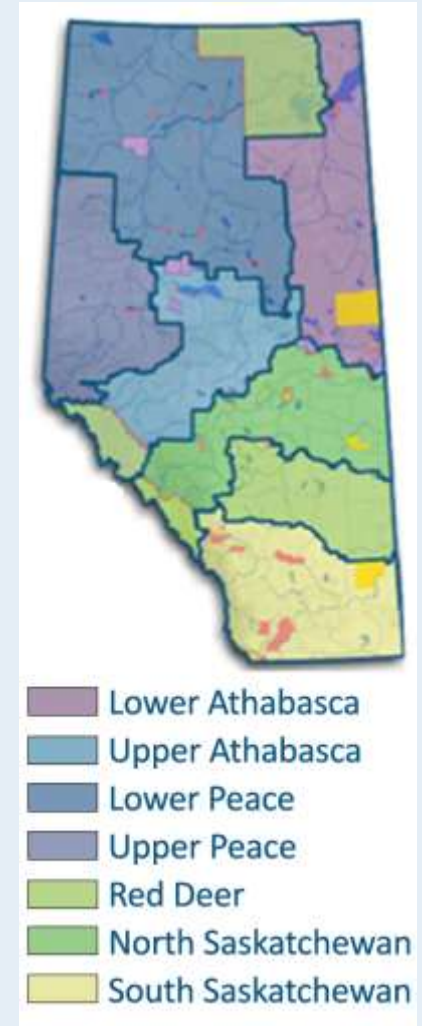 Lower Athabasca
Upper Athabasca
Lower Peace
Upper Peace
Red Deer
North Saskatchewan
South Saskatchewan